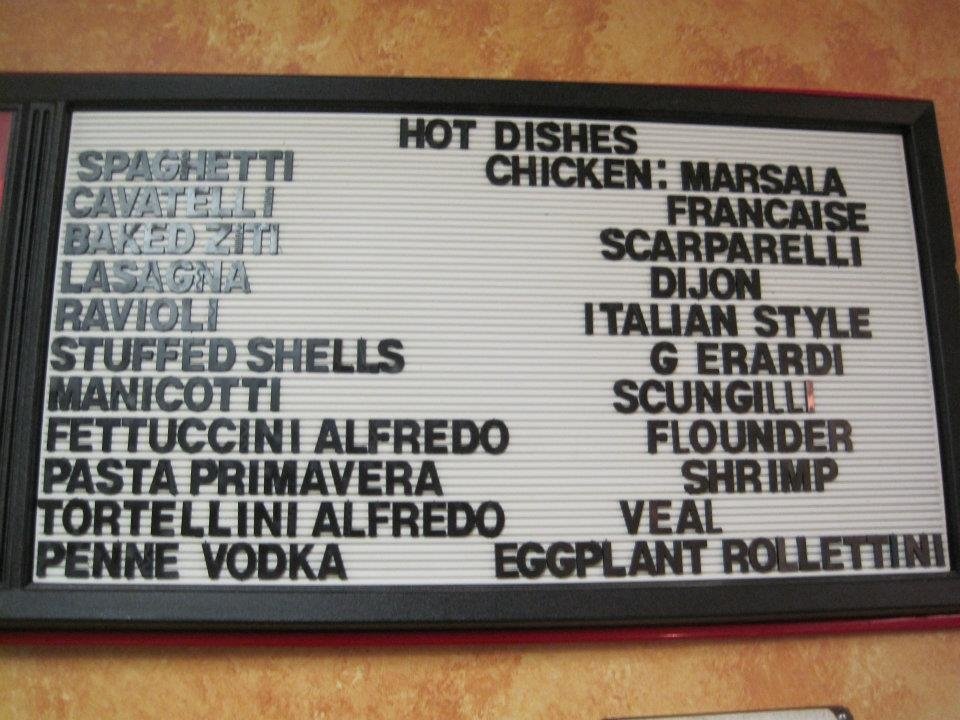 HOT DISHES
SPAGHETTI
CAVATELLI
BAKED ZITI
LASAGNA
RAVIOLI
STUFFED SHELLS
MANICOTTI
FETTUCCINI ALFREDO
PASTA PRIMAVERA
TORTELLINI ALFREDO
PENNE VODKA
CHICKEN: MARSALA
FRANCAISE
SCARPARELLI
DIJON
ITALIAN STYLE
G ERARDI
SCUNGILLI
FLOUNDER
SHRIMP
VEAL
EGGPLANT ROLLETTINI